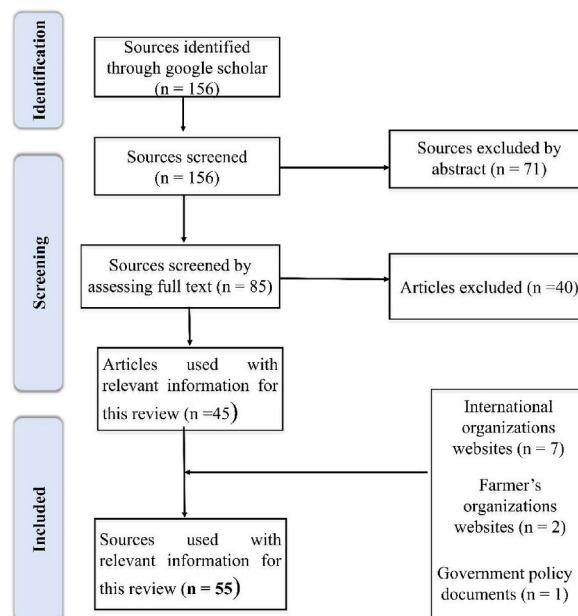 Identification
Sources identified
through google scholar
(n = 156)
Screening
Sources screened
(n = 156)
Sources excluded by
abstract (n = 71)
Sources screened by
assessing full text (n = 85)
Articles excluded (n =40)
Articles used with
relevant information for
this review (n =45)
Included
International
organizations
websites (n = 7)
Farmer’s
organizations
websites (n = 2)
Government policy
documents (n = 1)
Sources used with
relevant information for
this review (n = 55)